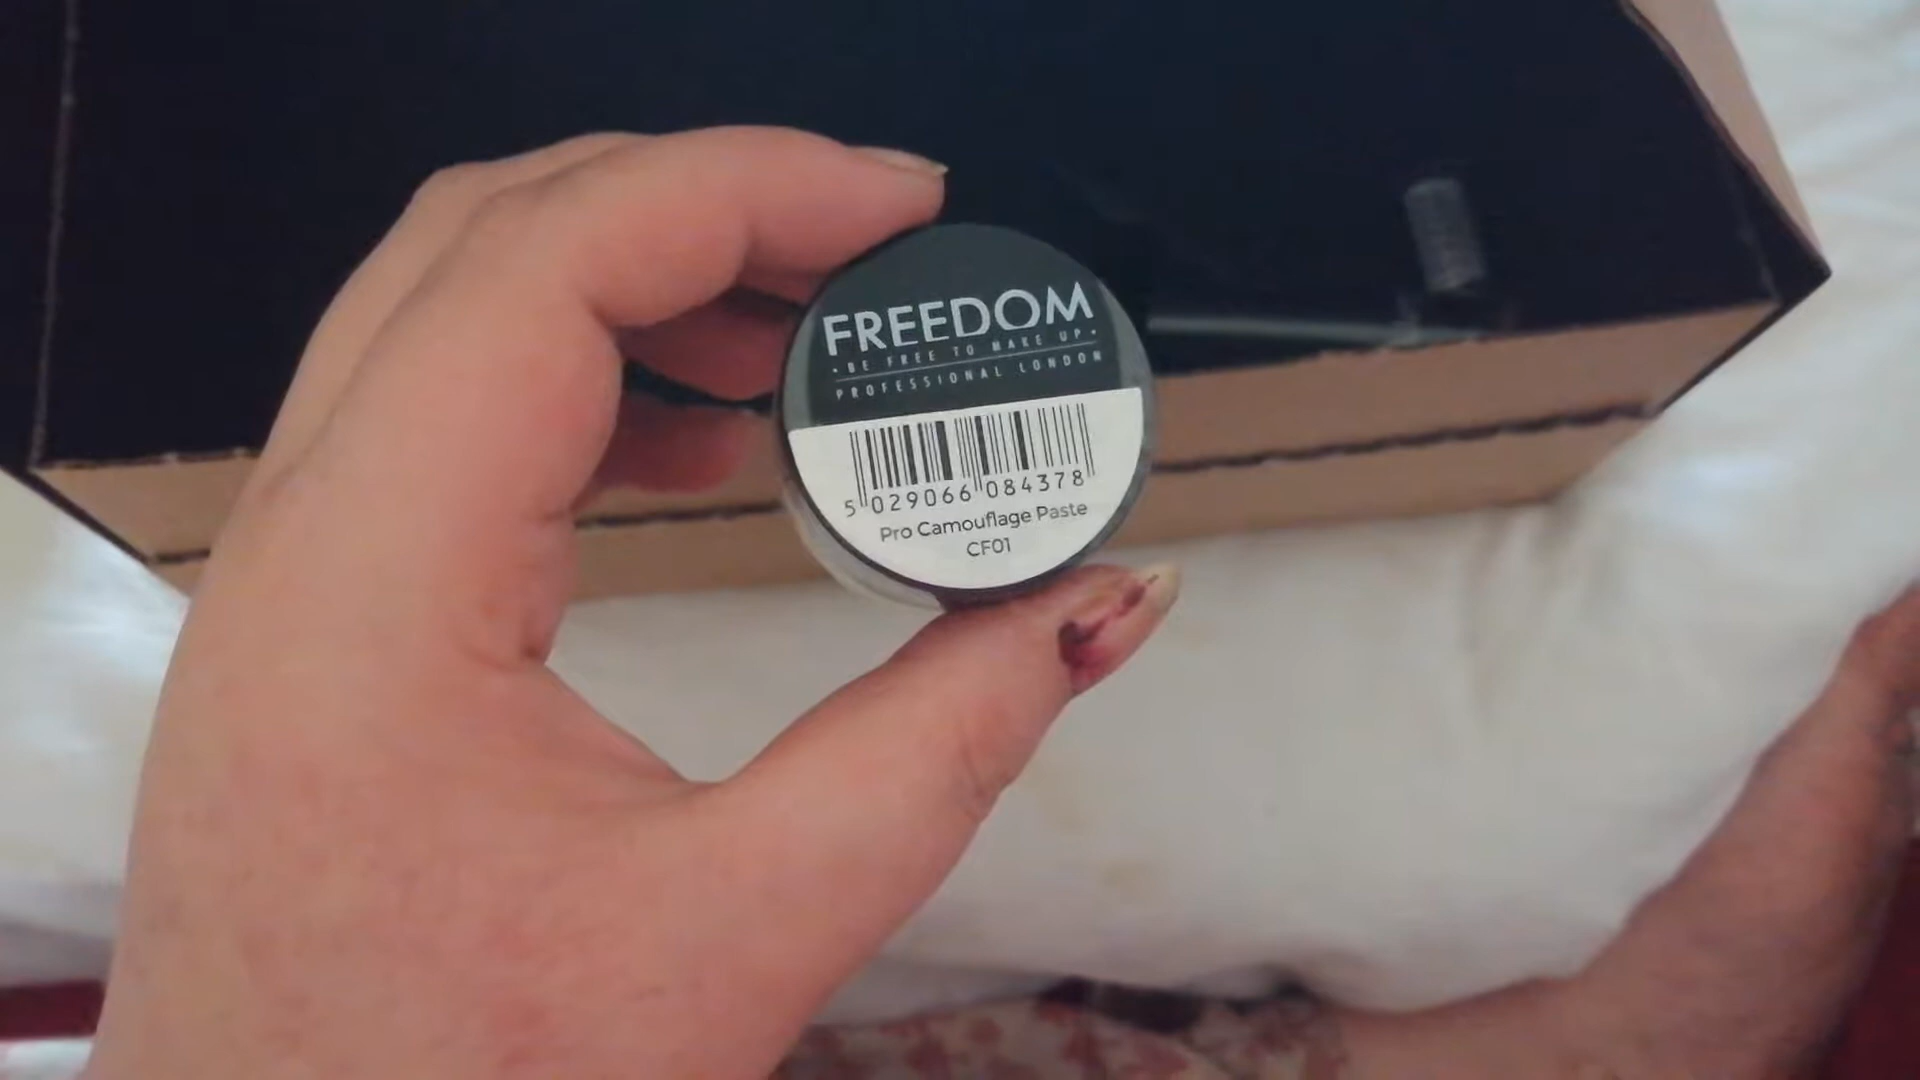 FREEDOM
• BE FREE TO MAKE UP •
PROFESSIONAL LONDON
5 029066 084378
Pro Camouflage Paste
CF01